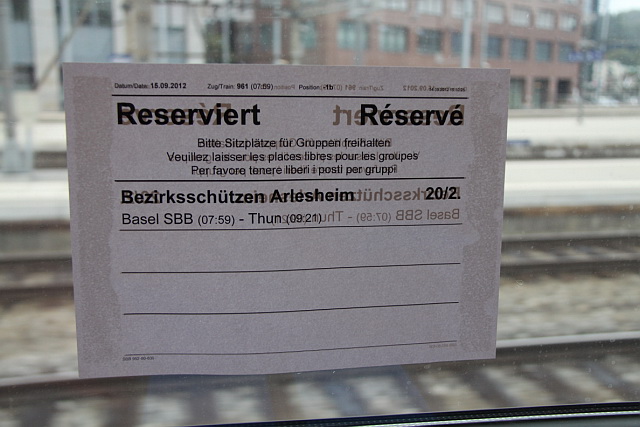 Datum/Date: 15.09.2012 Zug/Train: 961 (07:59) Position: -1b
Reserviert Réservé
Bitte Sitzplätze für Gruppen freihalten
Veuillez laisser les places libres pour les groupes
Per favore tenere liberi i posti per gruppi
Bezirksschützen Arlesheim 20/2.
Basel SBB (07:59) - Thun (09:21)